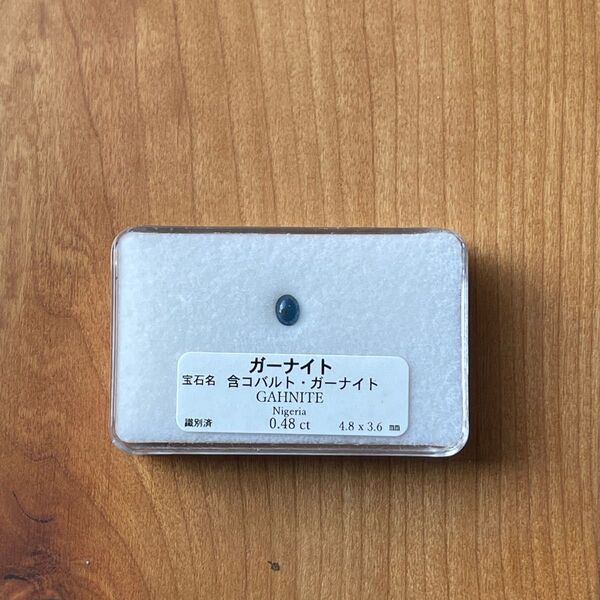 ガーナイト
宝石名 含コバルト・ガーナイト
GAHNITE
Nigeria
識別済 0.48 ct 4.8 x 3.6 ㎜